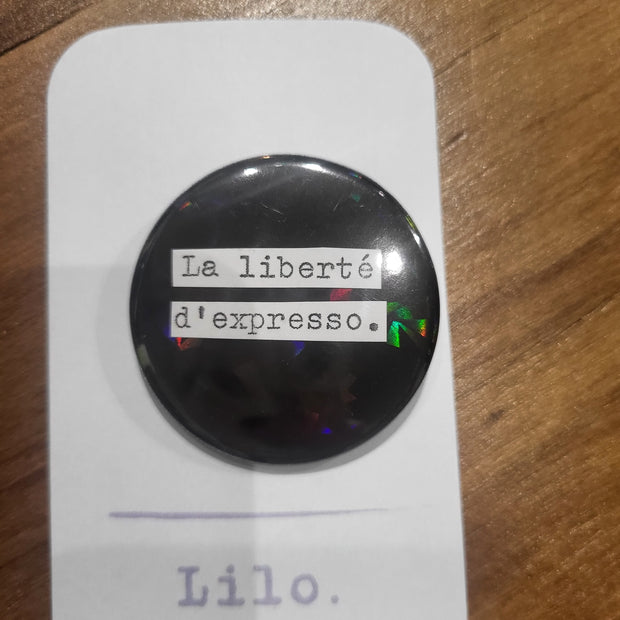 La liberté
d'expresso.
Lilo.